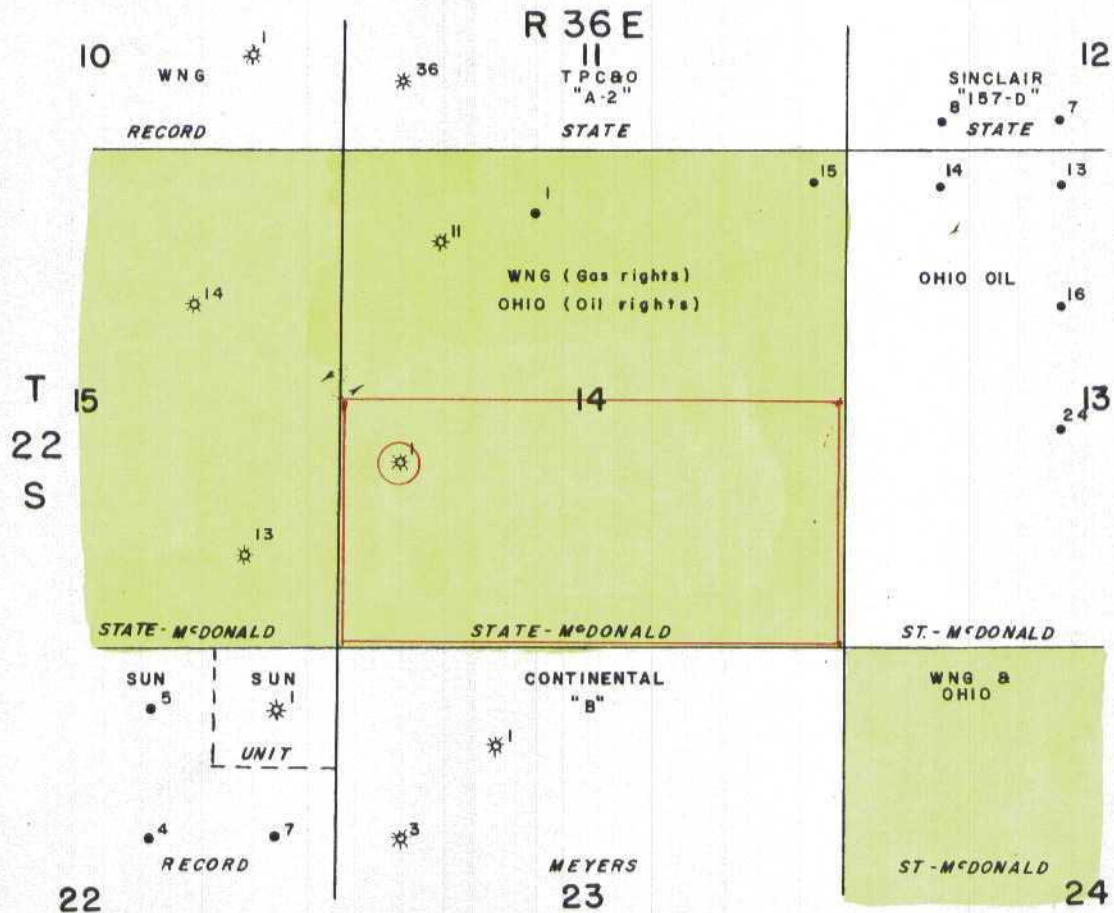 R 36 E
10
1
WNG
RECORD
36
11
T P C & O
"A-2"
STATE
12
SINCLAIR
"157-D"
8
7
STATE
14
13
15
1
11
WNG (Gas rights)
OHIO (Oil rights)
OHIO OIL
14
16
T
22
S
15
14
13
24
1
13
STATE-McDONALD
STATE-McDONALD
ST.-McDONALD
SUN
5
SUN
1
UNIT
CONTINENTAL
"B"
1
WNG &
OHIO
4
7
3
RECORD
MEYERS
ST-McDONALD
22
23
24